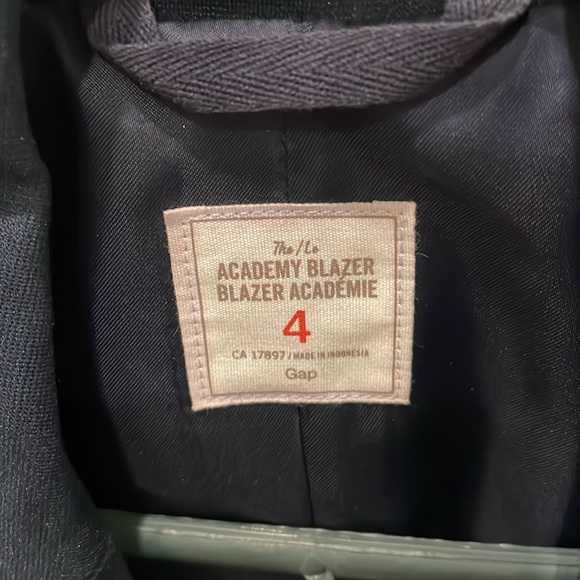 The/Le
ACADEMY BLAZER
BLAZER ACADÉMIE
4
CA 17897 / MADE IN INDONESIA
Gap